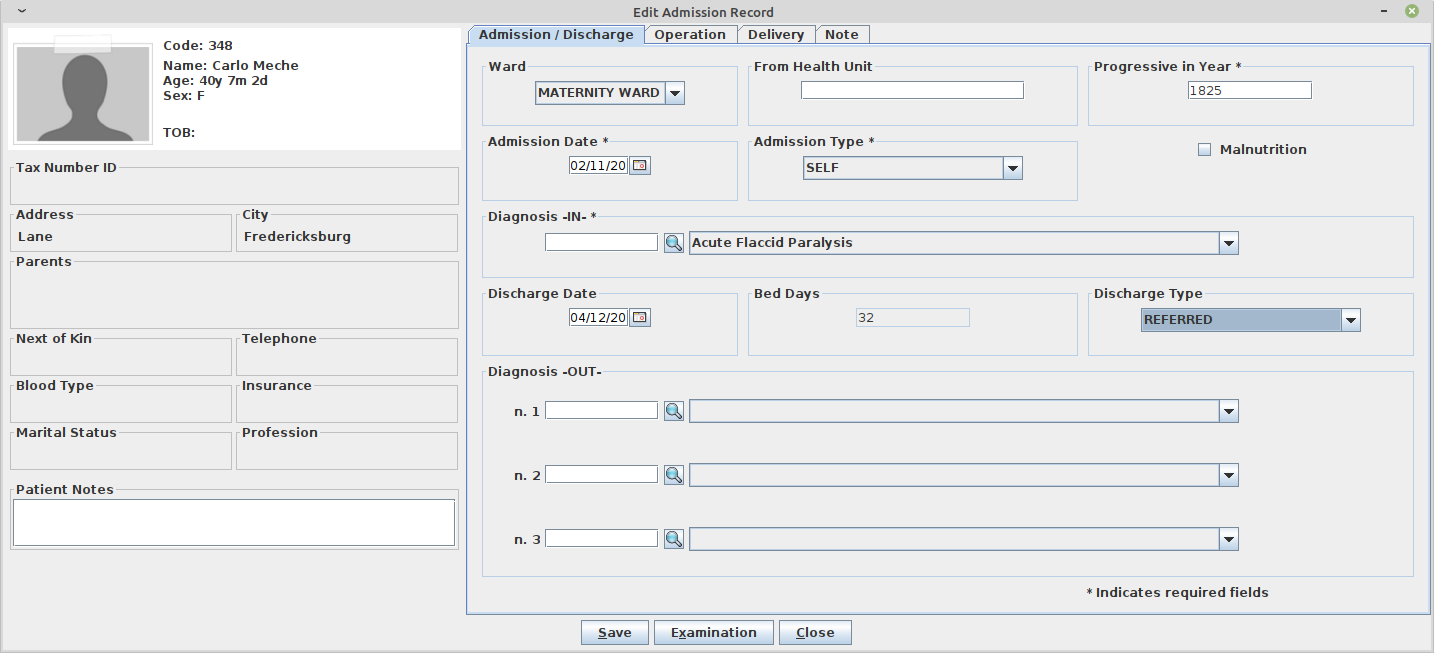 Edit Admission Record
Code: 348
Name: Carlo Meche
Age: 40y 7m 2d
Sex: F
TOB:
Tax Number ID
Address City
Lane Fredericksburg
Parents
Next of Kin Telephone
Blood Type Insurance
Marital Status Profession
Patient Notes
Admission / Discharge Operation Delivery Note
Ward From Health Unit Progressive in Year *
MATERNITY WARD 1825
Admission Date * Admission Type * Malnutrition
02/11/20 SELF
Diagnosis -IN- *
Acute Flaccid Paralysis
Discharge Date Bed Days Discharge Type
04/12/20 32 REFERRED
Diagnosis -OUT-
n. 1
n. 2
n. 3
* Indicates required fields
Save Examination Close